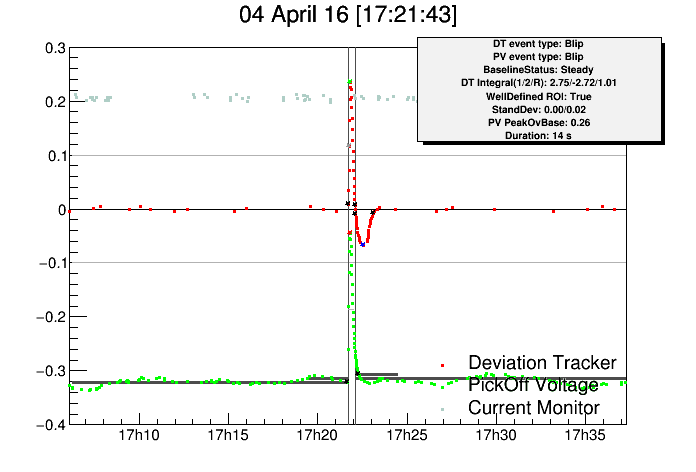 04 April 16 [17:21:43]
DT event type: Blip
PV event type: Blip
BaselineStatus: Steady
DT Integral(1/2/R): 2.75/-2.72/1.01
WellDefined ROI: True
StandDev: 0.00/0.02
PV PeakOvBase: 0.26
Duration: 14 s
0.3
0.2
0.1
0
−0.1
−0.2
−0.3
−0.4
Deviation Tracker
PickOff Voltage
Current Monitor
17h10
17h15
17h20
17h25
17h30
17h35